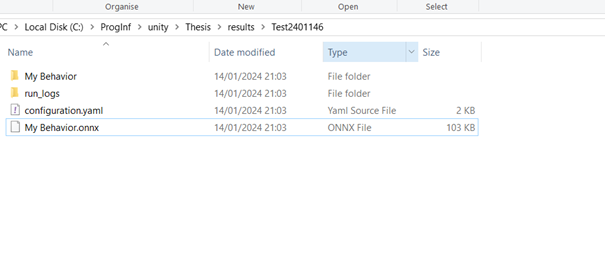 Organise New Open Select
PC > Local Disk (C:) > ProgInf > unity > Thesis > results > Test2401146
Name Date modified Type Size
My Behavior 14/01/2024 21:03 File folder
run_logs 14/01/2024 21:03 File folder
configuration.yaml 14/01/2024 21:03 Yaml Source File 2 KB
My Behavior.onnx 14/01/2024 21:03 ONNX File 103 KB